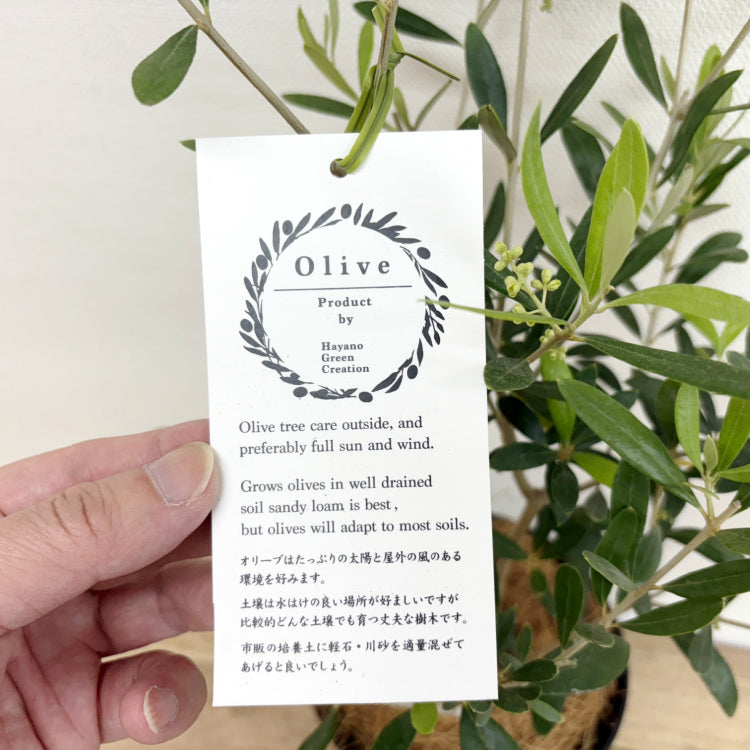 Olive
Product
by
Hayano
Green
Creation
Olive tree care outside, and
preferably full sun and wind.
Grows olives in well drained
soil sandy loam is best ,
but olives will adapt to most soils.
オリーブはたっぷりの太陽と屋外の風のある
環境を好みます。
土壌は水はけの良い場所が好ましいですが
比較的どんな土壌でも育つ丈夫な樹木です。
市販の培養土に軽石・川砂を適量混ぜて
あげると良いでしょう。